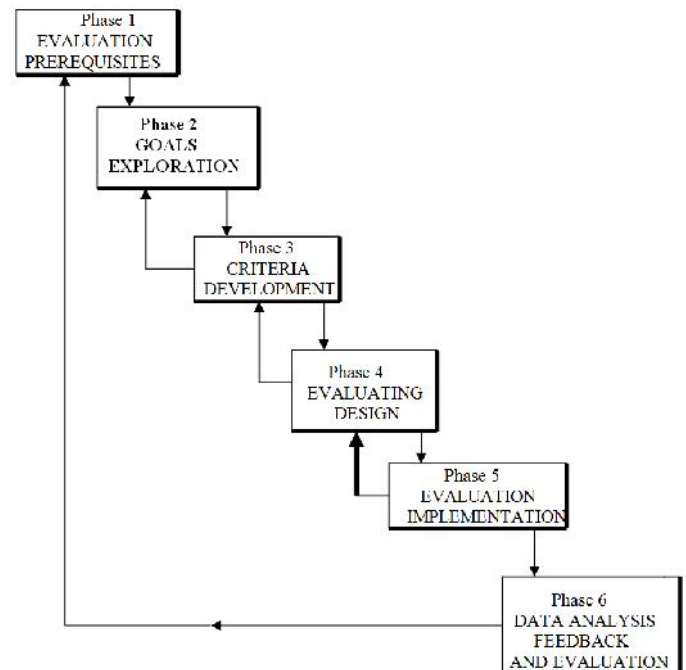 Phase 1
EVALUATION
PREREQUISITES
Phase 2
GOALS
EXPLORATION
Phase 3
CRITERIA
DEVELOPMENT
Phase 4
EVALUATING
DESIGN
Phase 5
EVALUATION
IMPLEMENTATION
Phase 6
DATA ANALYSIS
FEEDBACK
AND EVALUATION